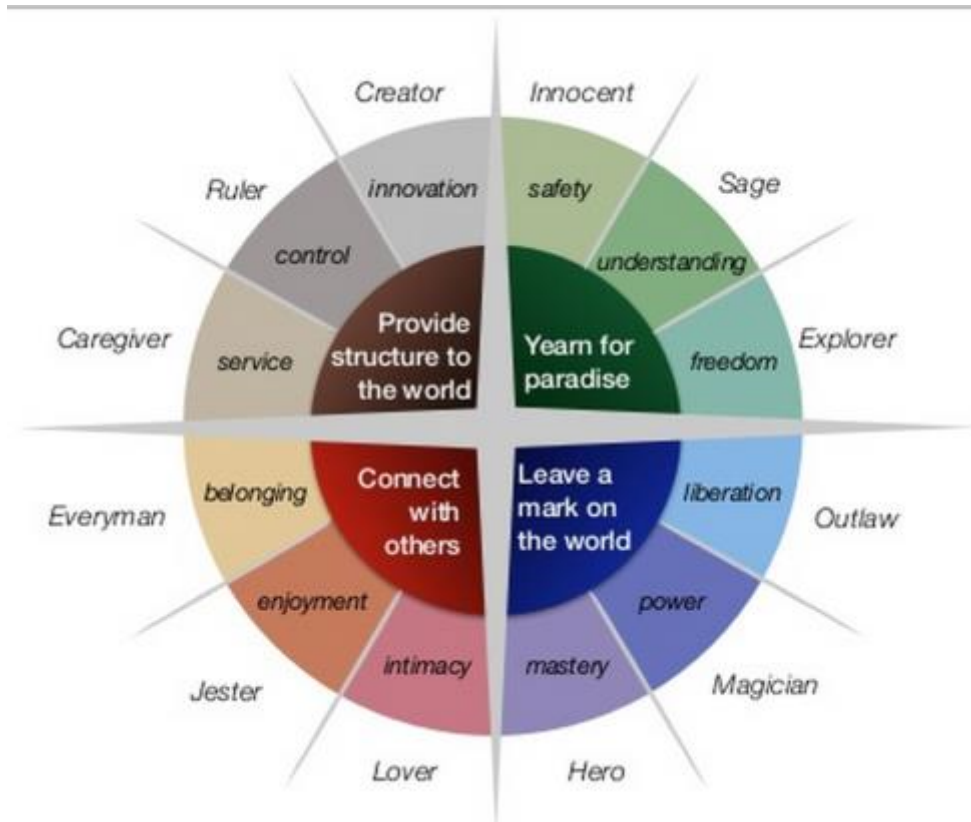 Creator
Innocent
Ruler
Sage
innovation
safety
control
understanding
Caregiver
Explorer
service
freedom
Provide
structure to
the world
Yearn for
paradise
Connect
with
others
Leave a
mark on
the world
belonging
liberation
Everyman
Outlaw
enjoyment
power
Jester
Magician
intimacy
mastery
Lover
Hero